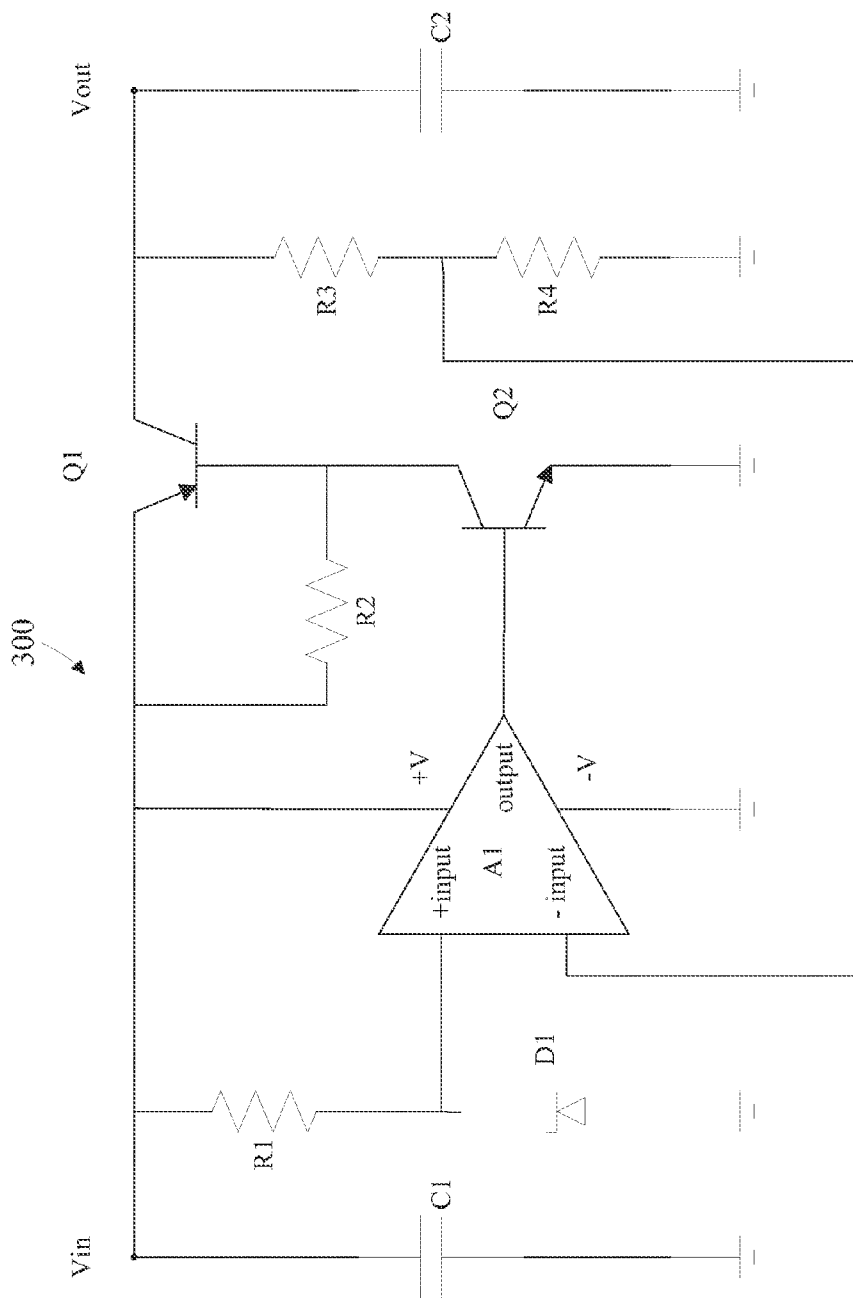 300
Vin
Q1
Vout
R1
R2
R3
C1
C2
+V
+input
A1
output
- input
-V
D1
Q2
R4